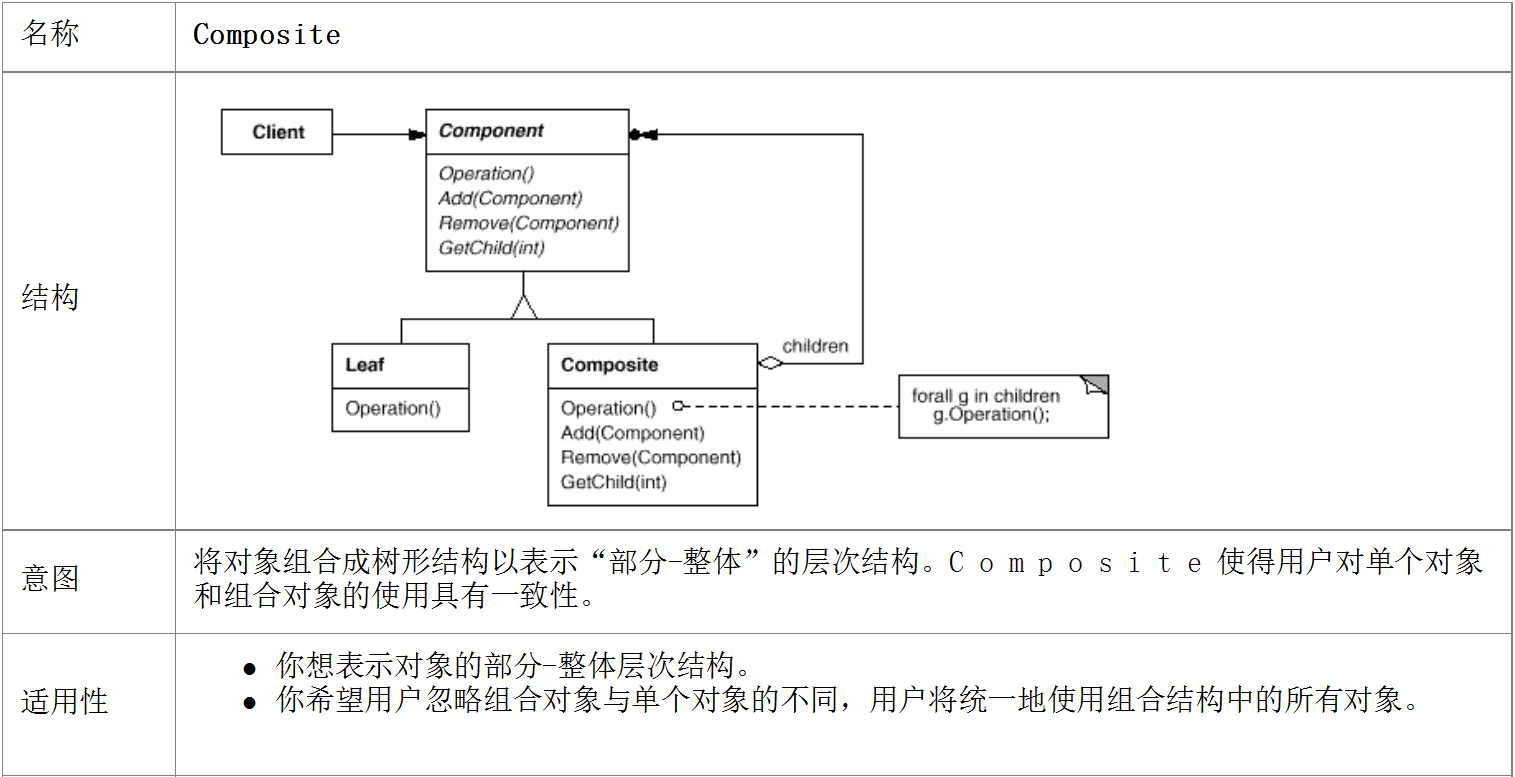 名称
Composite
结构
Client
Component
Operation()
Add(Component)
Remove(Component)
GetChild(int)
Leaf
Operation()
Composite
Operation()
Add(Component)
Remove(Component)
GetChild(int)
children
forall g in children
g.Operation();
意图
将对象组合成树形结构以表示“部分-整体”的层次结构。C o m p o s i t e 使得用户对单个对象
和组合对象的使用具有一致性。
适用性
● 你想表示对象的部分-整体层次结构。
● 你希望用户忽略组合对象与单个对象的不同，用户将统一地使用组合结构中的所有对象。